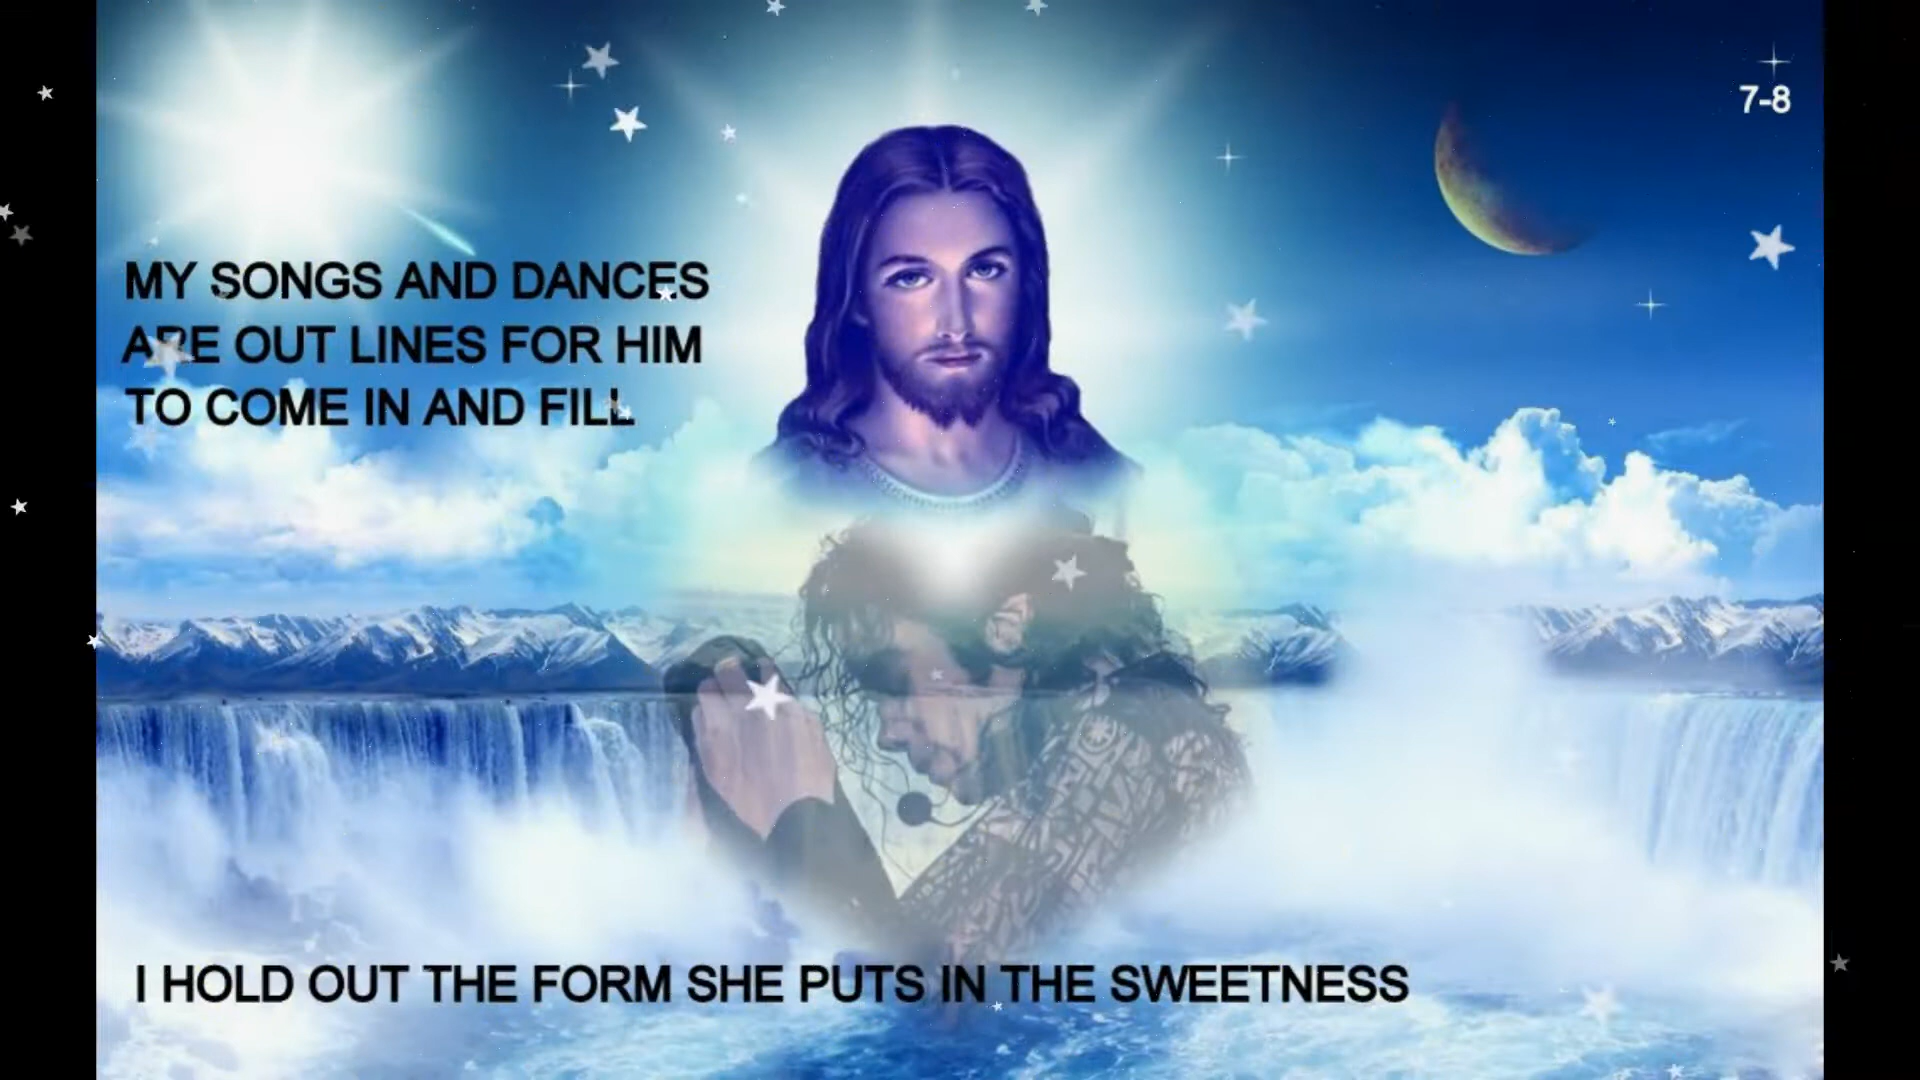 7-8
MY SONGS AND DANCES
ARE OUT LINES FOR HIM
TO COME IN AND FILL
I HOLD OUT THE FORM SHE PUTS IN THE SWEETNESS